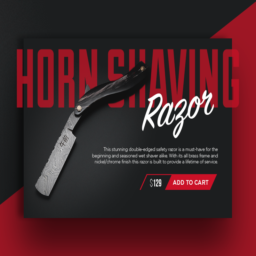 HORN SHAVING
Razor
This stunning double-edged safety razor is a must-have for the
beginning and seasoned wet shaver alike. With its all brass frame and
nickel/chrome finish this razor is built to provide a lifetime of service.
$129 ADD TO CART